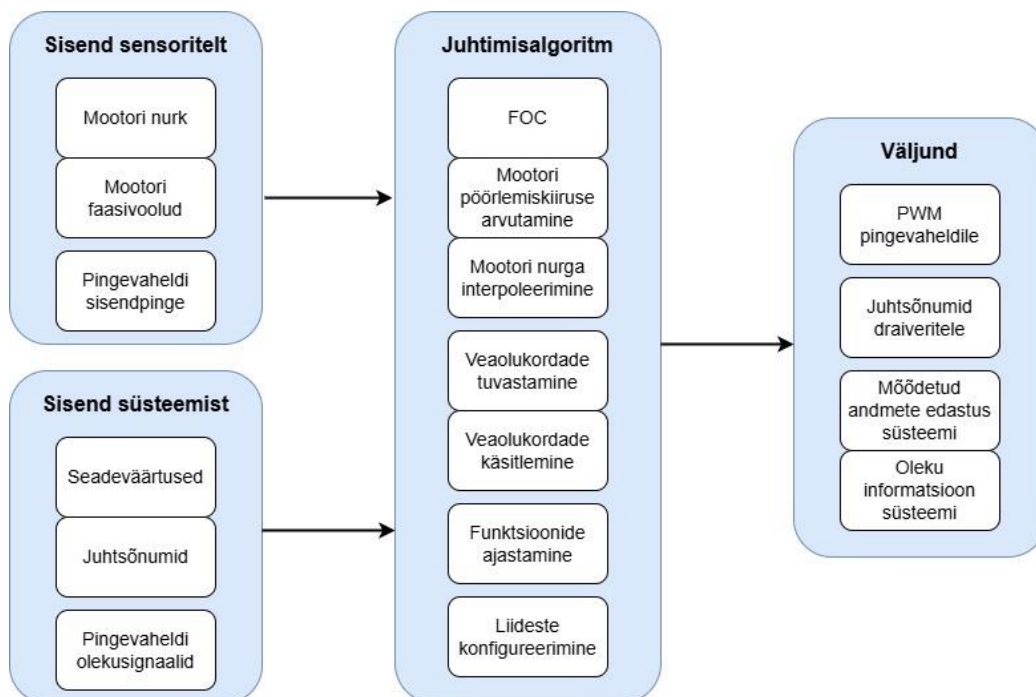 Sisend sensoritelt
Mootori nurk
Mootori
faasivoolud
Pingevaheldi
sisendpinge
Sisend süsteemist
Seadeväärtused
Juhtsõnumid
Pingevaheldi
olekusignaalid
Juhtimisalgoritm
FOC
Mootori
pöörlemiskiiruse
arvutamine
Mootori nurga
interpoleerimine
Veaolukordade
tuvastamine
Veaolukordade
käsitlemine
Funktsioonide
ajastamine
Liideste
konfigureerimine
Väljund
PWM
pingevaheldile
Juhtsõnumid
draiveritele
Mõõdetud
andmete edastus
süsteemi
Oleku
informatsioon
süsteemi